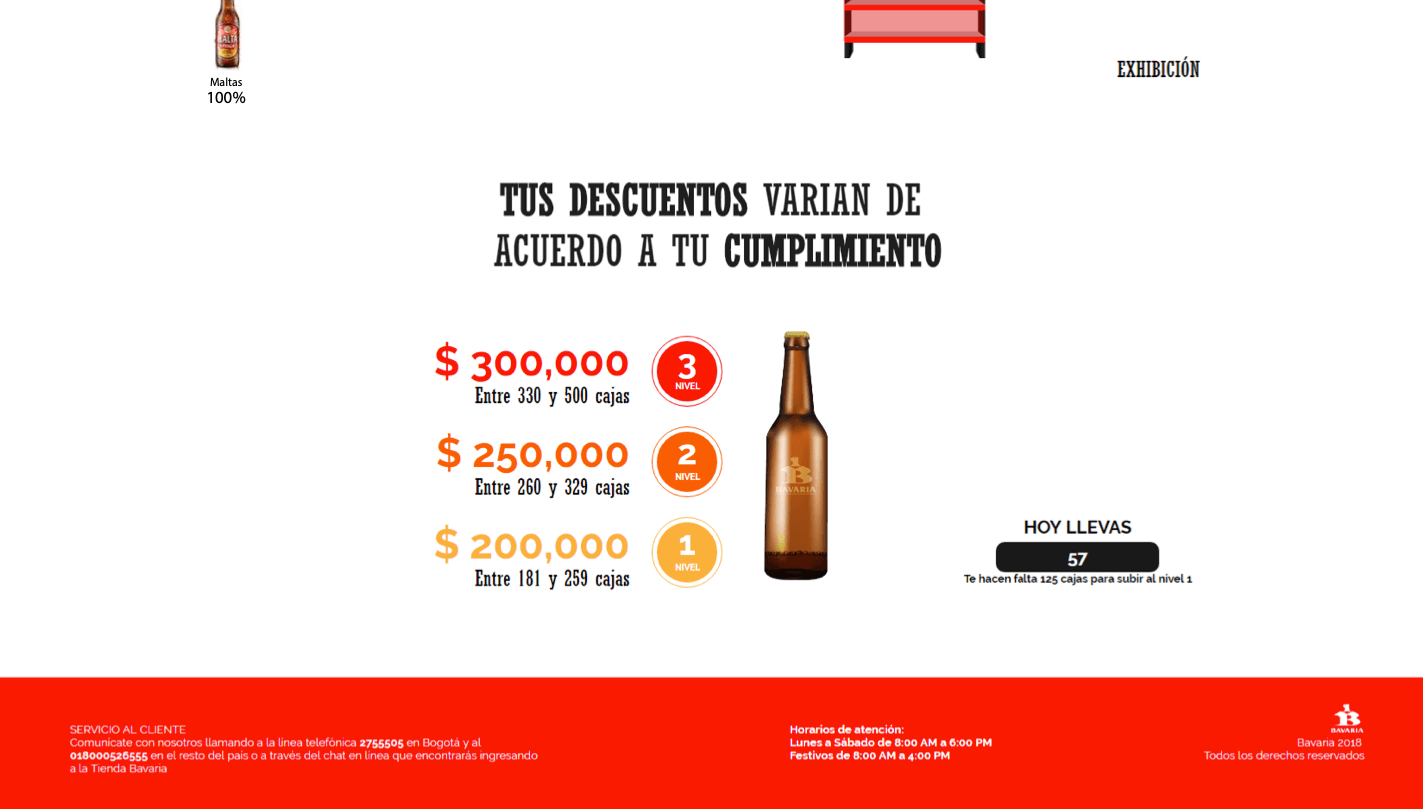 MALTA
Maltas
100%
EXHIBICIÓN
TUS DESCUENTOS VARIAN DE
ACUERDO A TU CUMPLIMIENTO
$ 300,000
Entre 330 y 500 cajas
3
NIVEL
$ 250,000
Entre 260 y 329 cajas
2
NIVEL
$ 200,000
Entre 181 y 259 cajas
1
NIVEL
B
BAVARIA
HOY LLEVAS
57
Te hacen falta 125 cajas para subir al nivel 1
SERVICIO AL CLIENTE
Comunicate con nosotros llamando a la linea telefónica 2755505 en Bogotá y al
018000526555 en el resto del pais o a través del chat en linea que encontrarás ingresando
a la Tienda Bavaria
Horarios de atención:
Lunes a Sábado de 8:00 AM a 6:00 PM
Festivos de 8:00 AM a 4:00 PM
B
BAVARIA
Bavaria 2018
Todos los derechos reservados